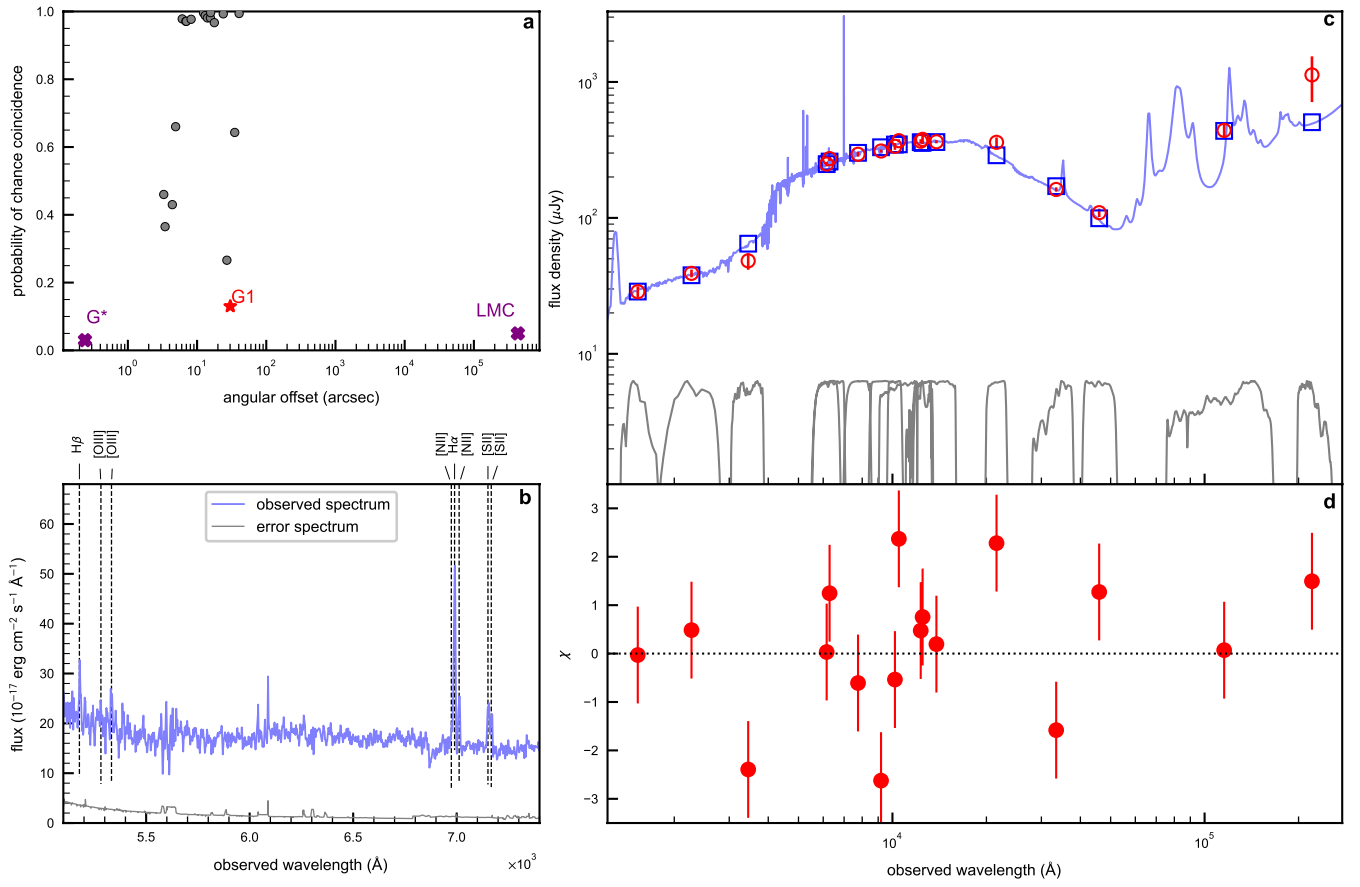 a
1.0
0.8
0.6
0.4
0.2
0.0
probability of chance coincidence
G*
G1
LMC
10⁰
10¹
10²
10³
10⁴
10⁵
angular offset (arcsec)
c
10³
10²
10¹
flux density (μJy)
Hβ
[OIII]
[OIII]
[NII]
Hα
[NII]
[SII]
[SII]
b
observed spectrum
error spectrum
60
50
40
30
20
10
0
flux (10⁻¹⁷ erg cm⁻² s⁻¹ Å⁻¹)
5.5
6.0
6.5
7.0
×10³
observed wavelength (Å)
d
3
2
1
0
−1
−2
−3
χ
10⁴
10⁵
observed wavelength (Å)